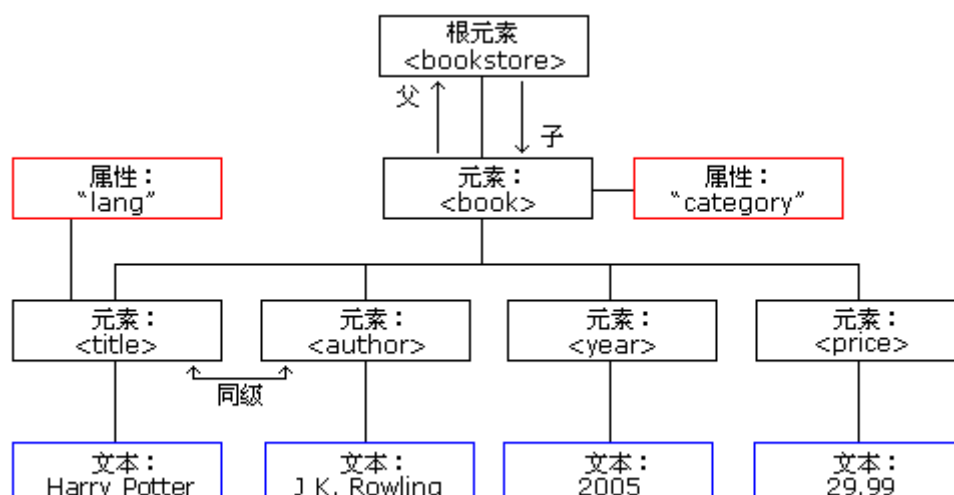 根元素
<bookstore>
父
子
属性：
“lang”
元素：
<book>
属性：
“category”
元素：
<title>
元素：
<author>
元素：
<year>
元素：
<price>
同级
文本：
Harry Potter
文本：
J K. Rowling
文本：
2005
文本：
29.99